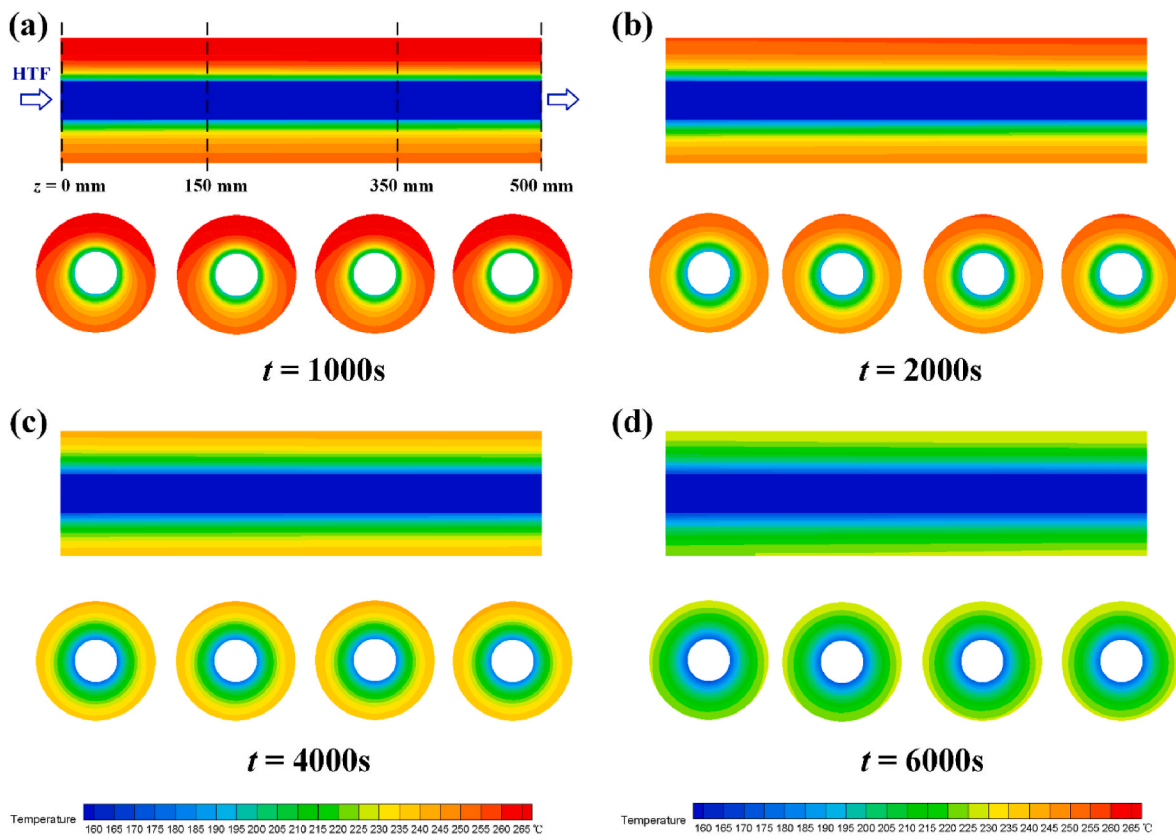 (a)
HTF
z = 0 mm 150 mm 350 mm 500 mm
t = 1000s
(b)
t = 2000s
(c)
t = 4000s
(d)
t = 6000s
Temperature 160 165 170 175 180 185 190 195 200 205 210 215 220 225 230 235 240 245 250 255 260 265 ℃
Temperature 160 165 170 175 180 185 190 195 200 205 210 215 220 225 230 235 240 245 250 255 260 265 ℃